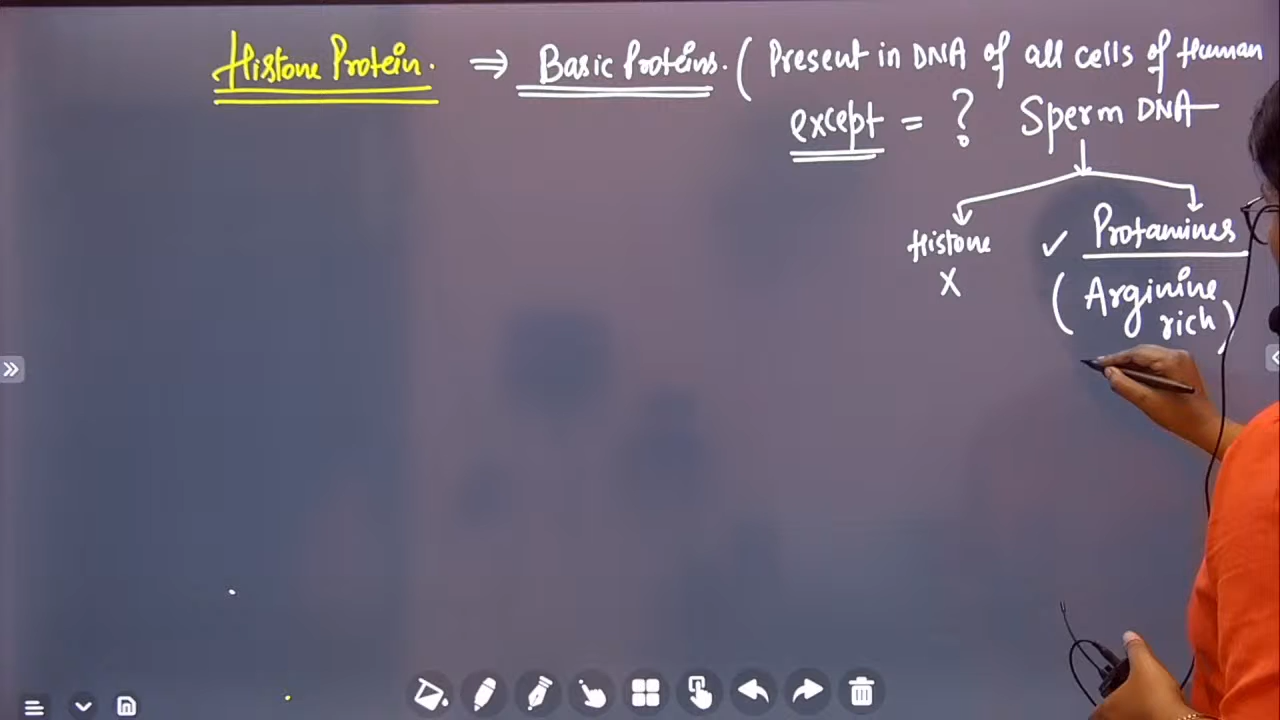 Histone Protein. ⇒ Basic Proteins. ( Present in DNA of all cells of Human
except = ? Sperm DNA
Histone ✓ Protamines
X ( Arginine
rich )